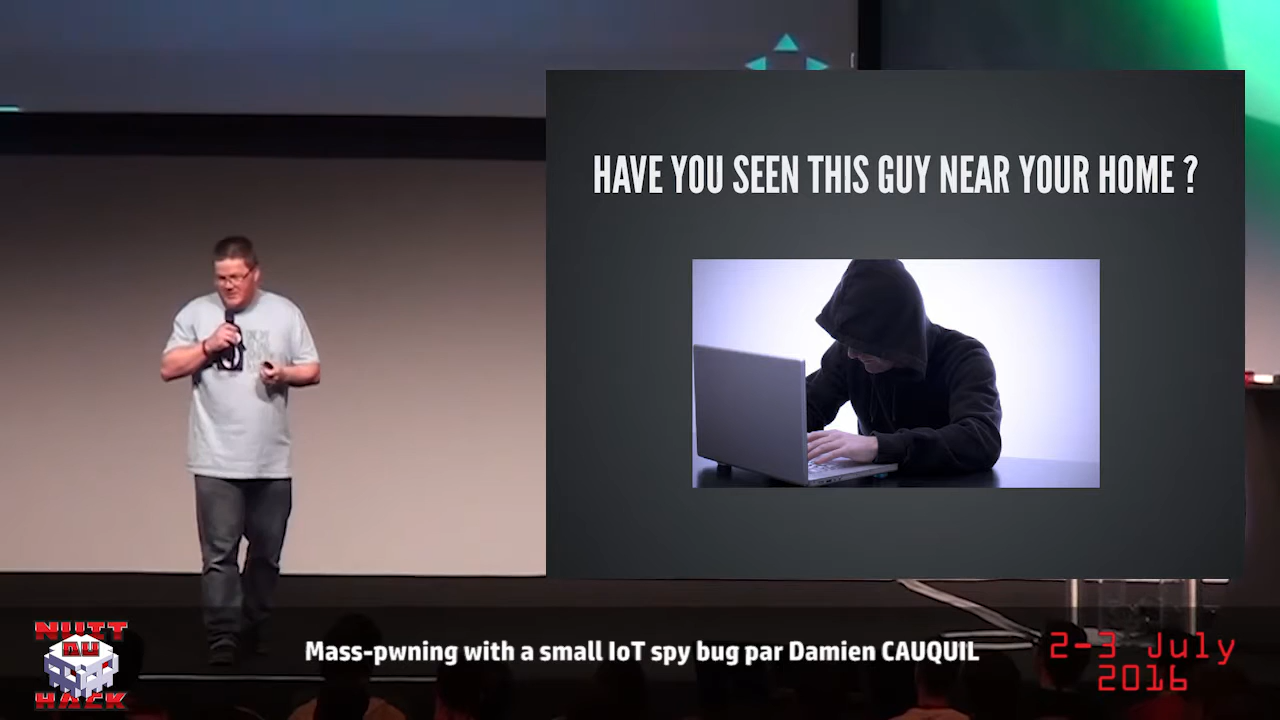 HAVE YOU SEEN THIS GUY NEAR YOUR HOME ?
NUIT
DU
HACK
Mass-pwning with a small IoT spy bug par Damien CAUQUIL
2-3 July
2016